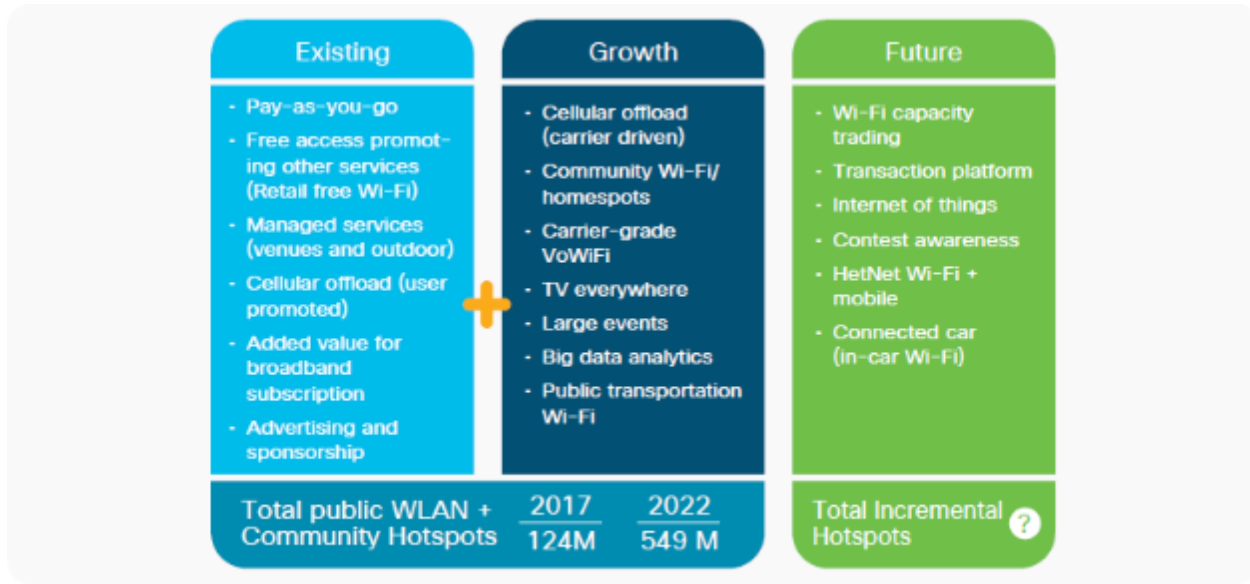 Existing
- Pay-as-you-go
- Free access promot-
ing other services
(Retail free Wi-Fi)
- Managed services
(venues and outdoor)
- Cellular offload (user
promoted)
- Added value for
broadband
subscription
- Advertising and
sponsorship
+
Growth
- Cellular offload
(carrier driven)
- Community Wi-Fi/
homespots
- Carrier-grade
VoWiFi
- TV everywhere
- Large events
- Big data analytics
- Public transportation
Wi-Fi
Future
- Wi-Fi capacity
trading
- Transaction platform
- Internet of things
- Contest awareness
- HetNet Wi-Fi +
mobile
- Connected car
(in-car Wi-Fi)
Total public WLAN +
Community Hotspots
2017
124M
2022
549 M
Total Incremental
Hotspots
?